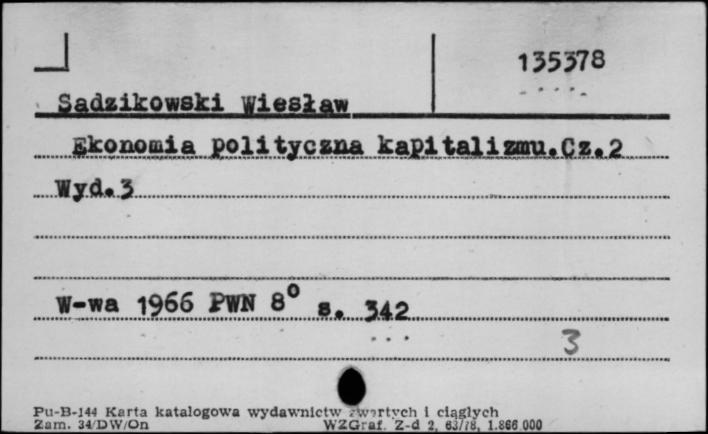 135378
Sadzikowski Wiesław
Ekonomia polityczna kapitalizmu.Cz.2
Wyd.3
W-wa 1966 PWN 8° s. 342
3
Pu-B-144 Karta katalogowa wydawnictw zwartych i ciągłych
Zam. 34/DW/On WZGraf. Z-d 2, 63/78, 1.866.000